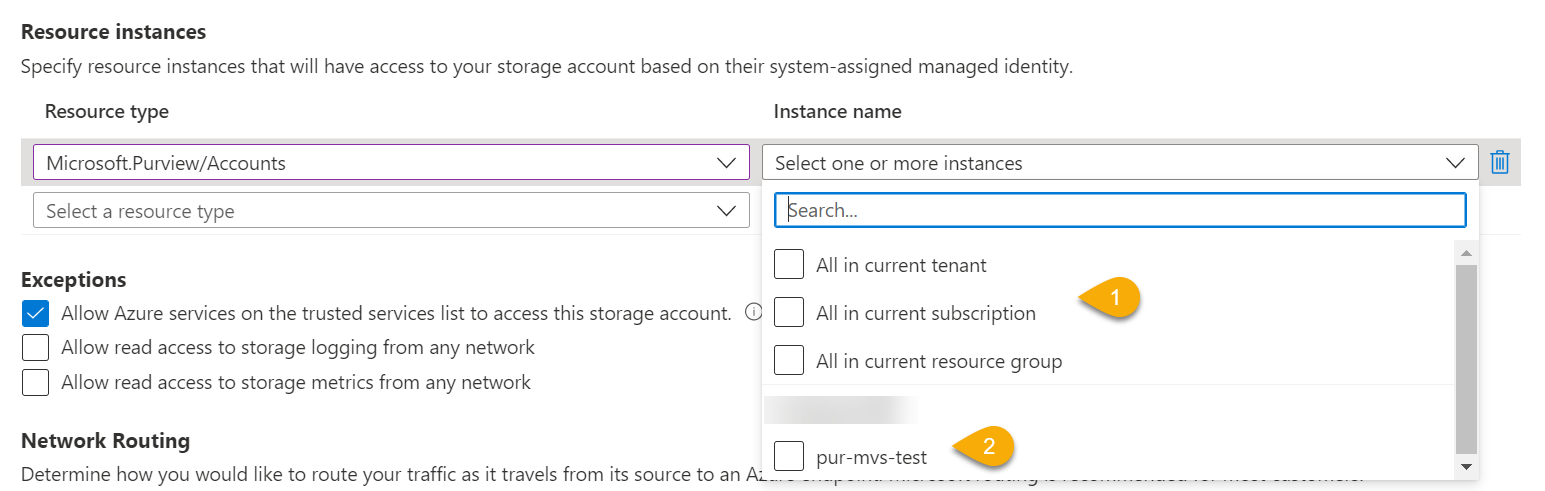 Resource instances
Specify resource instances that will have access to your storage account based on their system-assigned managed identity.
Resource type Instance name
Microsoft.Purview/Accounts Select one or more instances
Select a resource type Search...
All in current tenant
Exceptions
1
Allow Azure services on the trusted services list to access this storage account. All in current subscription
Allow read access to storage logging from any network All in current resource group
Allow read access to storage metrics from any network
Network Routing
pur-mvs-test 2
Determine how you would like to route your traffic as it travels from its source to an Azure